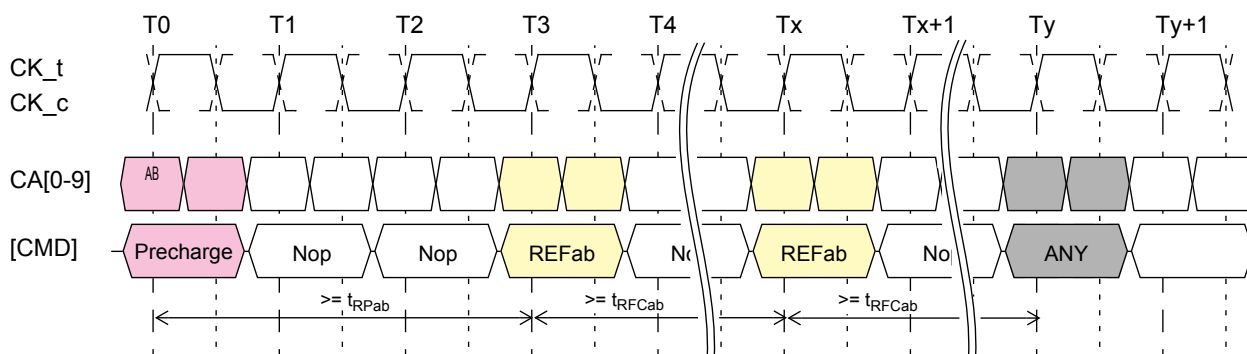 T0 T1 T2 T3 T4 Tx Tx+1 Ty Ty+1
CK_t
CK_c
CA[0-9] AB
[CMD] Precharge Nop Nop REFab REFab ANY
>= tRPab >= tRFCab >= tRFCab